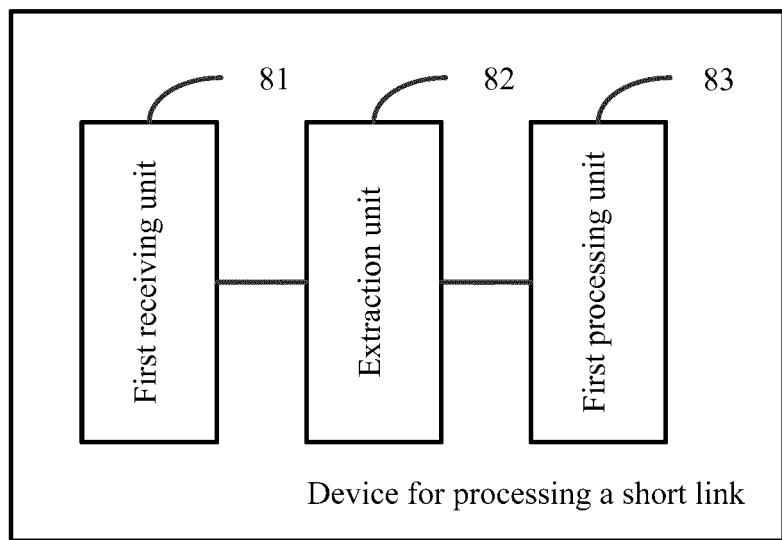 81
82
83
First receiving unit
Extraction unit
First processing unit
Device for processing a short link